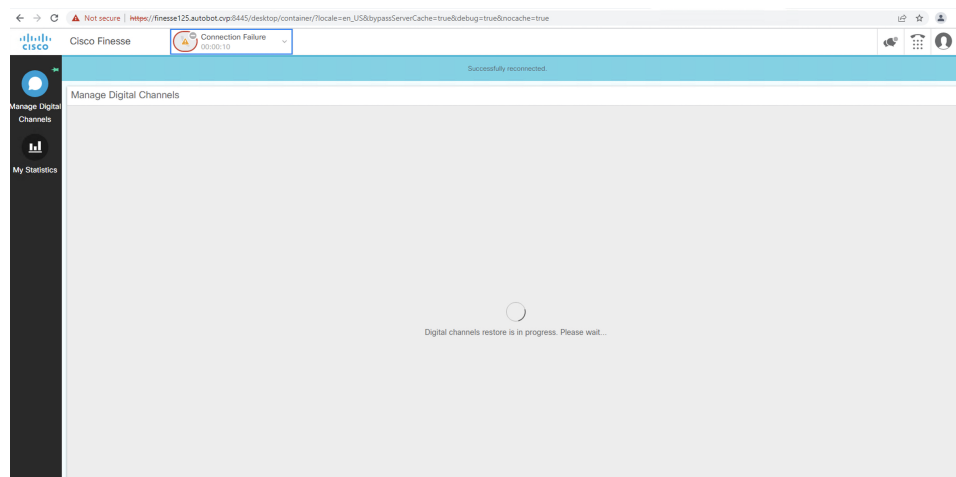 Not secure | https://finesse125.autobot.cvp:8445/desktop/container/?locale=en_US&bypassServerCache=true&debug=true&nocache=true
CISCO
Cisco Finesse
Connection Failure
00:00:10
Successfully reconnected.
Manage Digital Channels
Manage Digital
Channels
My Statistics
Digital channels restore is in progress. Please wait...